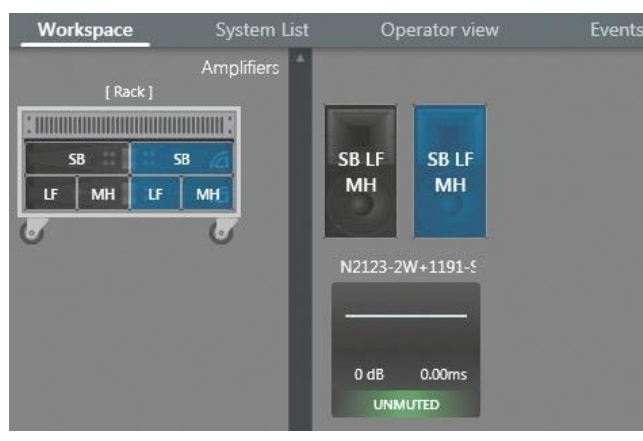 Workspace
System List
Operator view
Events
Amplifiers
[ Rack ]
SB SB
LF MH LF MH
SB LF
MH
SB LF
MH
N2123-2W+1191-S
0 dB 0.00ms
UNMUTED